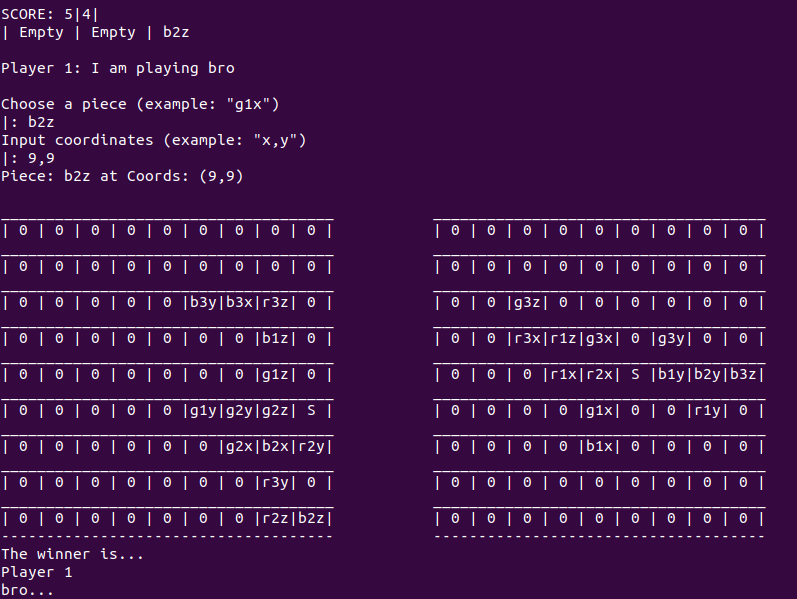 SCORE: 5|4|
| Empty | Empty | b2z
Player 1: I am playing bro
Choose a piece (example: "g1x")
|: b2z
Input coordinates (example: "x,y")
|: 9,9
Piece: b2z at Coords: (9,9)
_____________________________________ _____________________________________
| 0 | 0 | 0 | 0 | 0 | 0 | 0 | 0 | 0 | | 0 | 0 | 0 | 0 | 0 | 0 | 0 | 0 | 0 |
_____________________________________ _____________________________________
| 0 | 0 | 0 | 0 | 0 | 0 | 0 | 0 | 0 | | 0 | 0 | 0 | 0 | 0 | 0 | 0 | 0 | 0 |
_____________________________________ _____________________________________
| 0 | 0 | 0 | 0 | 0 |b3y|b3x|r3z| 0 | | 0 | 0 |g3z| 0 | 0 | 0 | 0 | 0 | 0 |
_____________________________________ _____________________________________
| 0 | 0 | 0 | 0 | 0 | 0 | 0 |b1z| 0 | | 0 | 0 |r3x|r1z|g3x| 0 |g3y| 0 | 0 |
_____________________________________ _____________________________________
| 0 | 0 | 0 | 0 | 0 | 0 | 0 |g1z| 0 | | 0 | 0 | 0 |r1x|r2x| S |b1y|b2y|b3z|
_____________________________________ _____________________________________
| 0 | 0 | 0 | 0 | 0 |g1y|g2y|g2z| S | | 0 | 0 | 0 | 0 |g1x| 0 | 0 |r1y| 0 |
_____________________________________ _____________________________________
| 0 | 0 | 0 | 0 | 0 | 0 |g2x|b2x|r2y| | 0 | 0 | 0 | 0 |b1x| 0 | 0 | 0 | 0 |
_____________________________________ _____________________________________
| 0 | 0 | 0 | 0 | 0 | 0 | 0 |r3y| 0 | | 0 | 0 | 0 | 0 | 0 | 0 | 0 | 0 | 0 |
_____________________________________ _____________________________________
| 0 | 0 | 0 | 0 | 0 | 0 | 0 |r2z|b2z| | 0 | 0 | 0 | 0 | 0 | 0 | 0 | 0 | 0 |
------------------------------------- -------------------------------------
The winner is...
Player 1
bro...